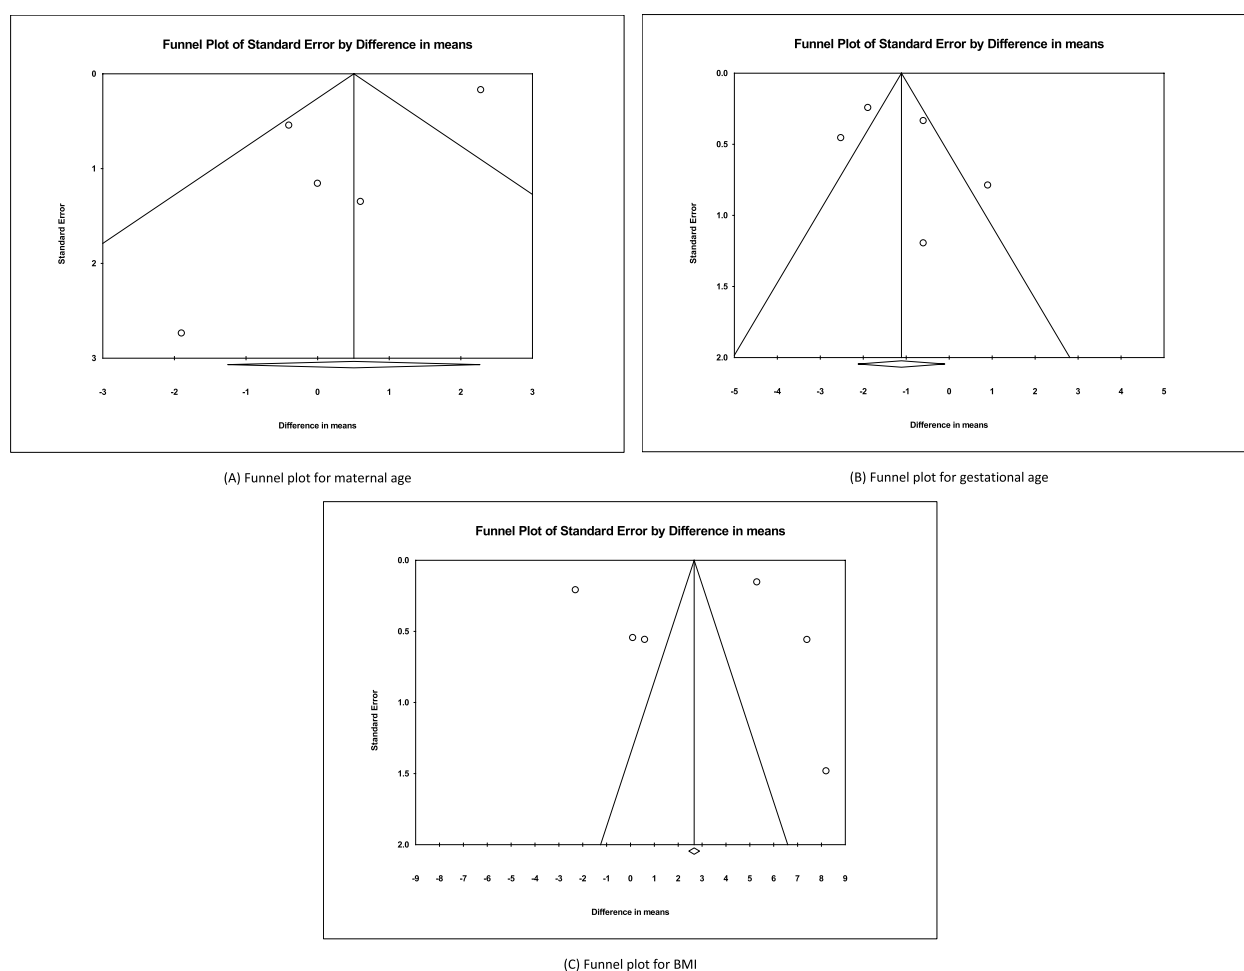 Funnel Plot of Standard Error by Difference in means
0
1
2
3
Standard Error
-3 -2 -1 0 1 2 3
Difference in means
(A) Funnel plot for maternal age
Funnel Plot of Standard Error by Difference in means
0.0
0.5
1.0
1.5
2.0
Standard Error
-5 -4 -3 -2 -1 0 1 2 3 4 5
Difference in means
(B) Funnel plot for gestational age
Funnel Plot of Standard Error by Difference in means
0.0
0.5
1.0
1.5
2.0
Standard Error
-9 -8 -7 -6 -5 -4 -3 -2 -1 0 1 2 3 4 5 6 7 8 9
Difference in means
(C) Funnel plot for BMI